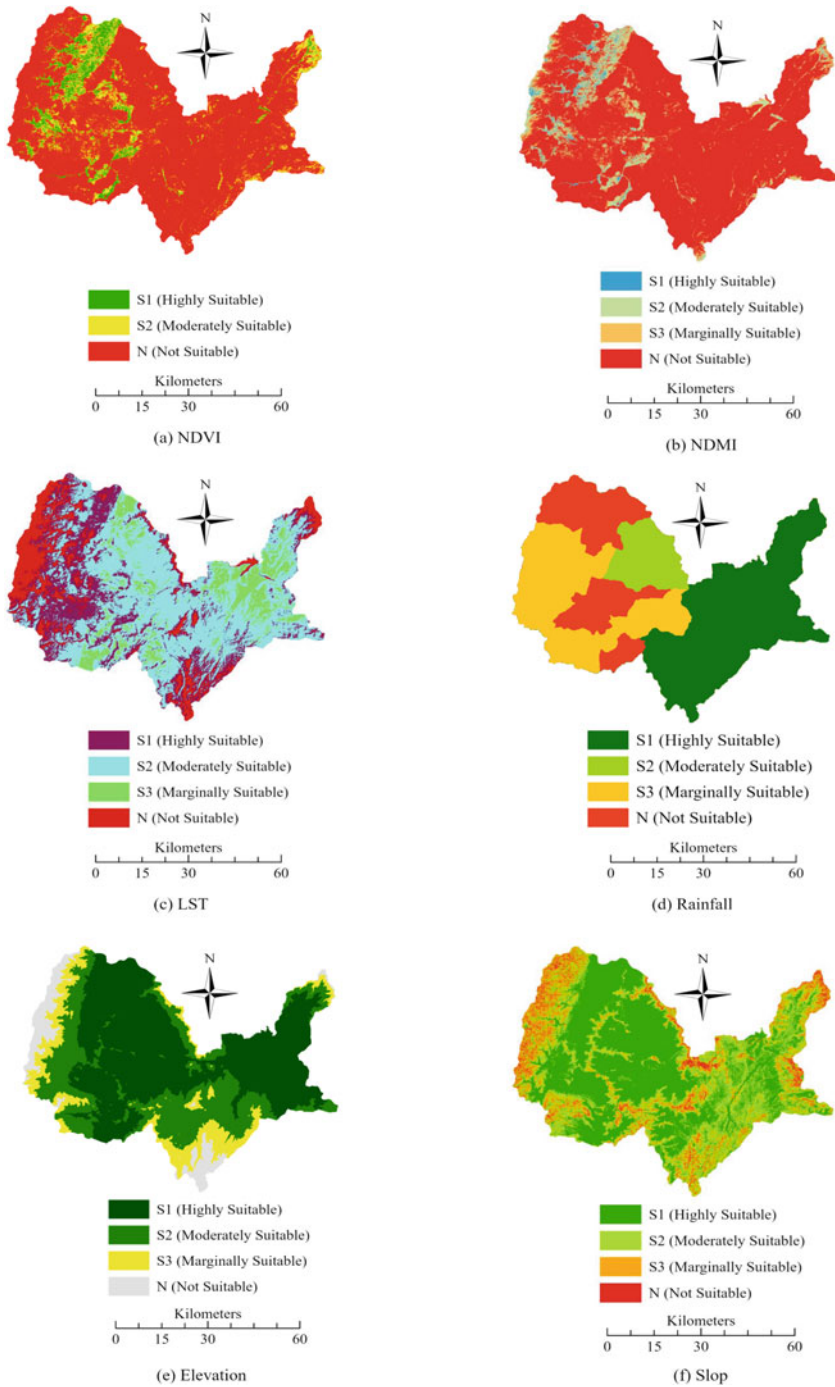 N
N
S1 (Highly Suitable)
S2 (Moderately Suitable)
N (Not Suitable)
Kilometers
0 15 30 60
(a) NDVI
S1 (Highly Suitable)
S2 (Moderately Suitable)
S3 (Marginally Suitable)
N (Not Suitable)
Kilometers
0 15 30 60
(b) NDMI
N
N
S1 (Highly Suitable)
S2 (Moderately Suitable)
S3 (Marginally Suitable)
N (Not Suitable)
Kilometers
0 15 30 60
(c) LST
S1 (Highly Suitable)
S2 (Moderately Suitable)
S3 (Marginally Suitable)
N (Not Suitable)
Kilometers
0 15 30 60
(d) Rainfall
N
N
S1 (Highly Suitable)
S2 (Moderately Suitable)
S3 (Marginally Suitable)
N (Not Suitable)
Kilometers
0 15 30 60
(e) Elevation
S1 (Highly Suitable)
S2 (Moderately Suitable)
S3 (Marginally Suitable)
N (Not Suitable)
Kilometers
0 15 30 60
(f) Slop